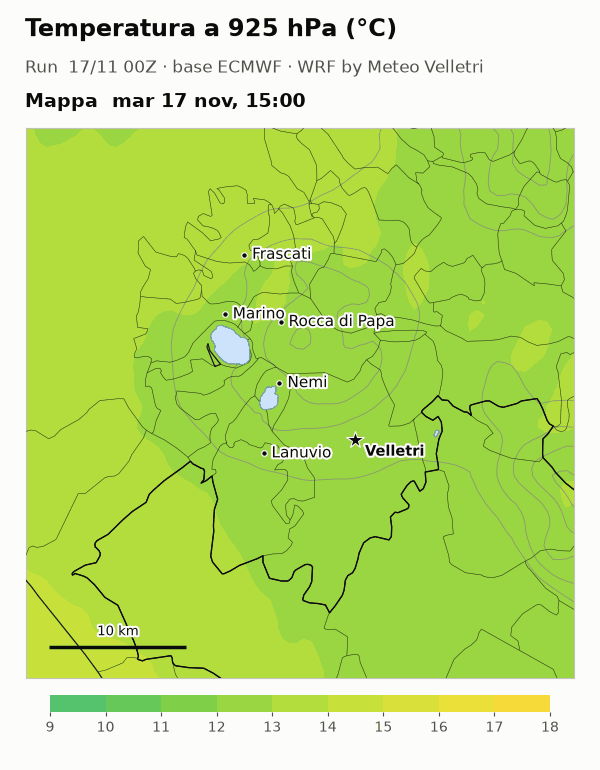 Temperatura a 925 hPa (°C)
Run  17/11 00Z · base ECMWF · WRF by Meteo Velletri
Mappa  mar 17 nov, 15:00
Frascati
Marino
Rocca di Papa
Nemi
Velletri
Lanuvio
10 km
9 10 11 12 13 14 15 16 17 18